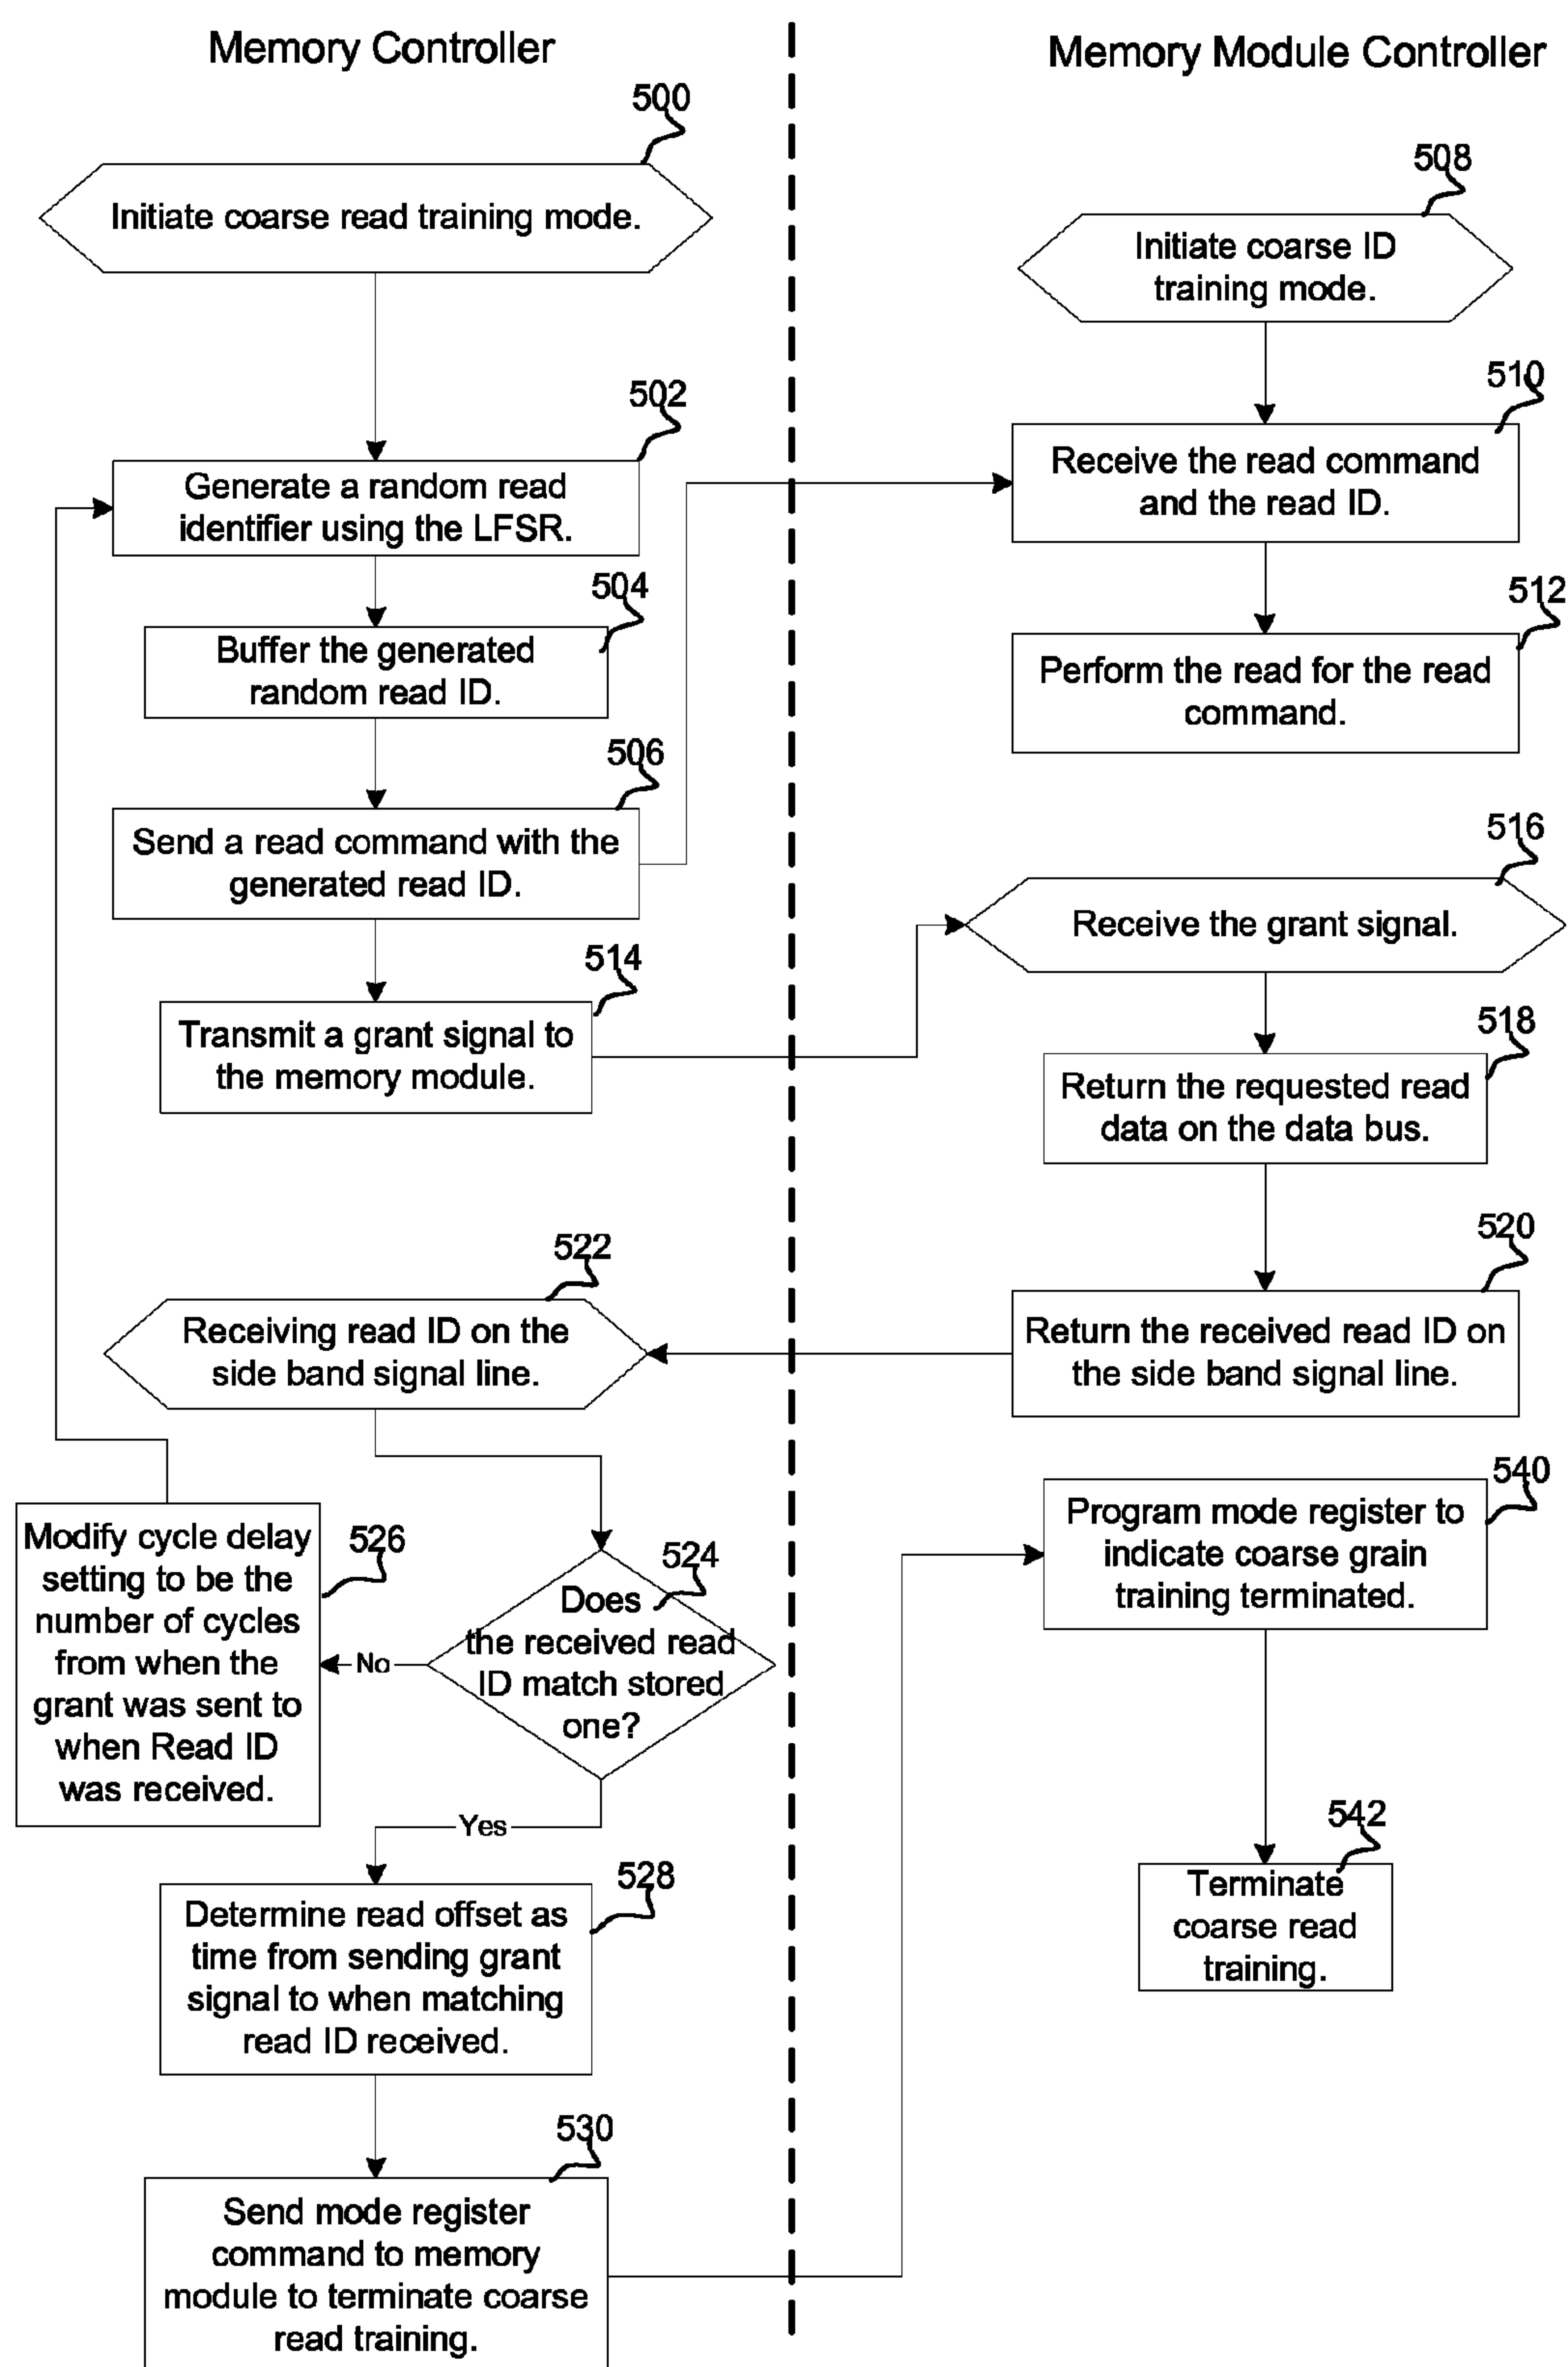 Memory Controller
Memory Module Controller
500
Initiate coarse read training mode.
508
Initiate coarse ID
training mode.
502
Generate a random read
identifier using the LFSR.
510
Receive the read command
and the read ID.
504
Buffer the generated
random read ID.
512
Perform the read for the read
command.
506
Send a read command with the
generated read ID.
516
Receive the grant signal.
514
Transmit a grant signal to
the memory module.
518
Return the requested read
data on the data bus.
522
Receiving read ID on the
side band signal line.
520
Return the received read ID on
the side band signal line.
526
Modify cycle delay
setting to be the
number of cycles
from when the
grant was sent to
when Read ID
was received.
524
Does
the received read
ID match stored
one?
No
Yes
540
Program mode register to
indicate coarse grain
training terminated.
528
Determine read offset as
time from sending grant
signal to when matching
read ID received.
542
Terminate
coarse read
training.
530
Send mode register
command to memory
module to terminate coarse
read training.